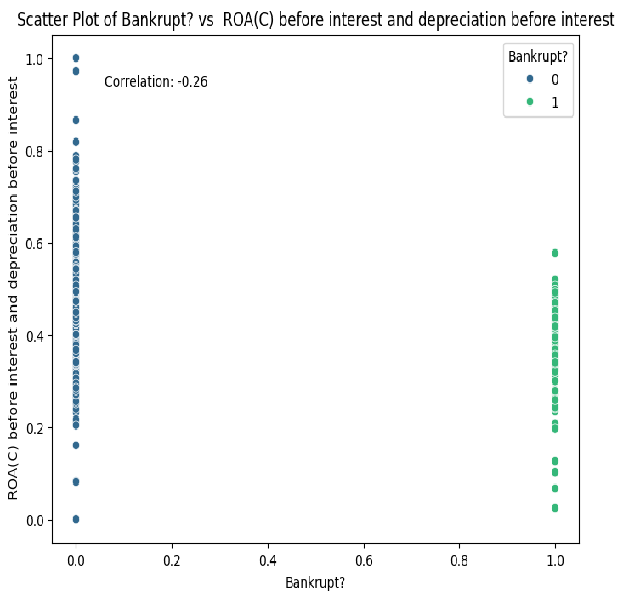 Scatter Plot of Bankrupt? vs  ROA(C) before interest and depreciation before interest
Correlation: -0.26
Bankrupt?
0
1
ROA(C) before interest and depreciation before interest
1.0
0.8
0.6
0.4
0.2
0.0
0.0 0.2 0.4 0.6 0.8 1.0
Bankrupt?